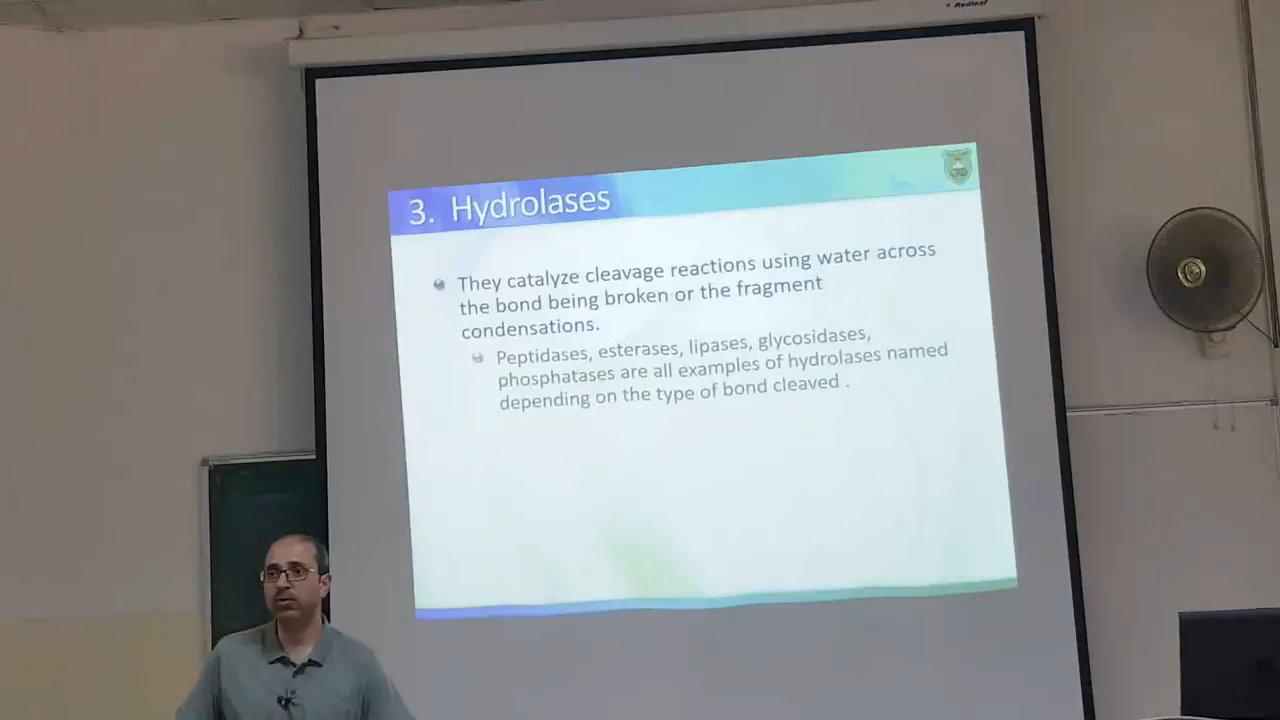 Redleaf
3. Hydrolases
They catalyze cleavage reactions using water across
the bond being broken or the fragment
condensations.
Peptidases, esterases, lipases, glycosidases,
phosphatases are all examples of hydrolases named
depending on the type of bond cleaved .